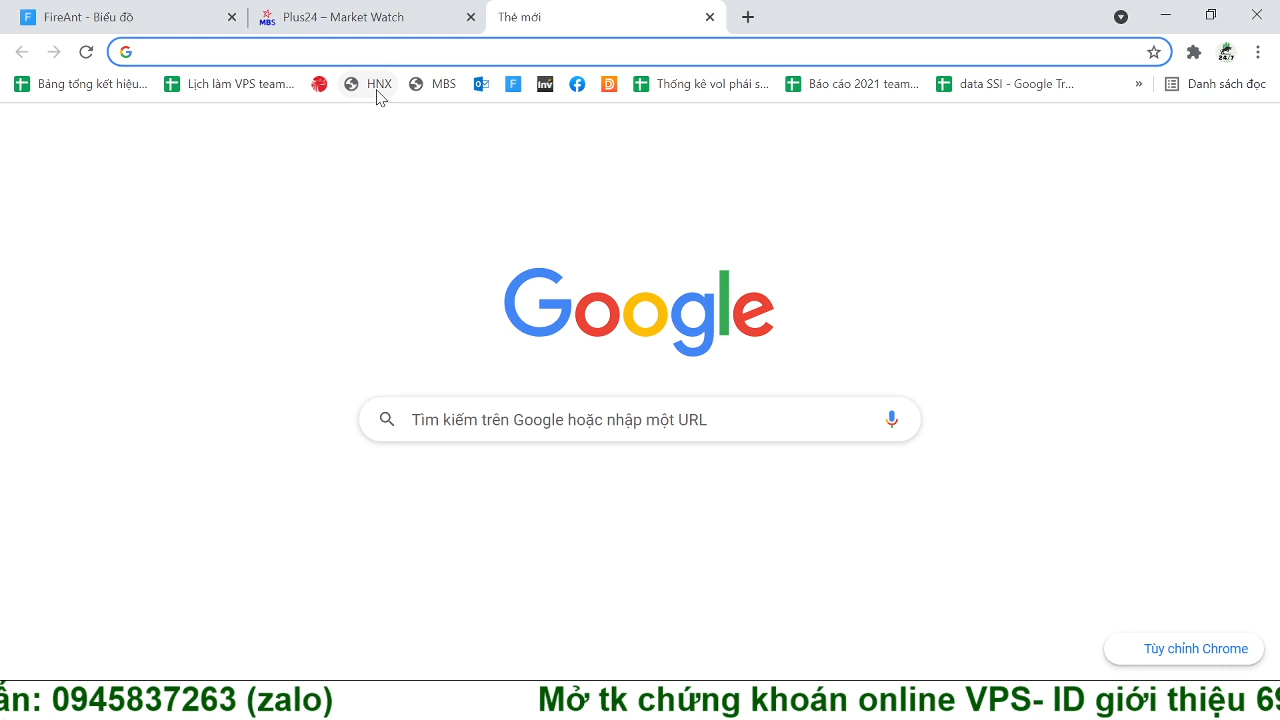 FireAnt - Biểu đồ
MBS Plus24 – Market Watch
Thẻ mới
Bảng tổng kết hiệu...
Lịch làm VPS team...
HNX
MBS
Inv
Thống kê vol phái s...
Báo cáo 2021 team...
data SSI - Google Tr...
»
Danh sách đọc
Google
Tìm kiếm trên Google hoặc nhập một URL
Tùy chỉnh Chrome
0945837263 (zalo) Mở tk chứng khoán online VPS- ID giới thiệu